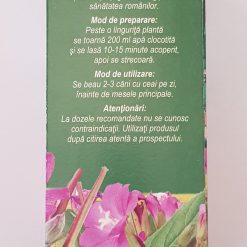 sănătatea românilor.
Mod de preparare:
Peste o linguriță plantă
se toarnă 200 ml apă clocotită
și se lasă 10-15 minute acoperit,
apoi se strecoară.
Mod de utilizare:
Se beau 2-3 căni cu ceai pe zi,
înainte de mesele principale.
Atenționări:
La dozele recomandate nu se cunosc
contraindicații. Utilizați produsul
după citirea atentă a prospectului.